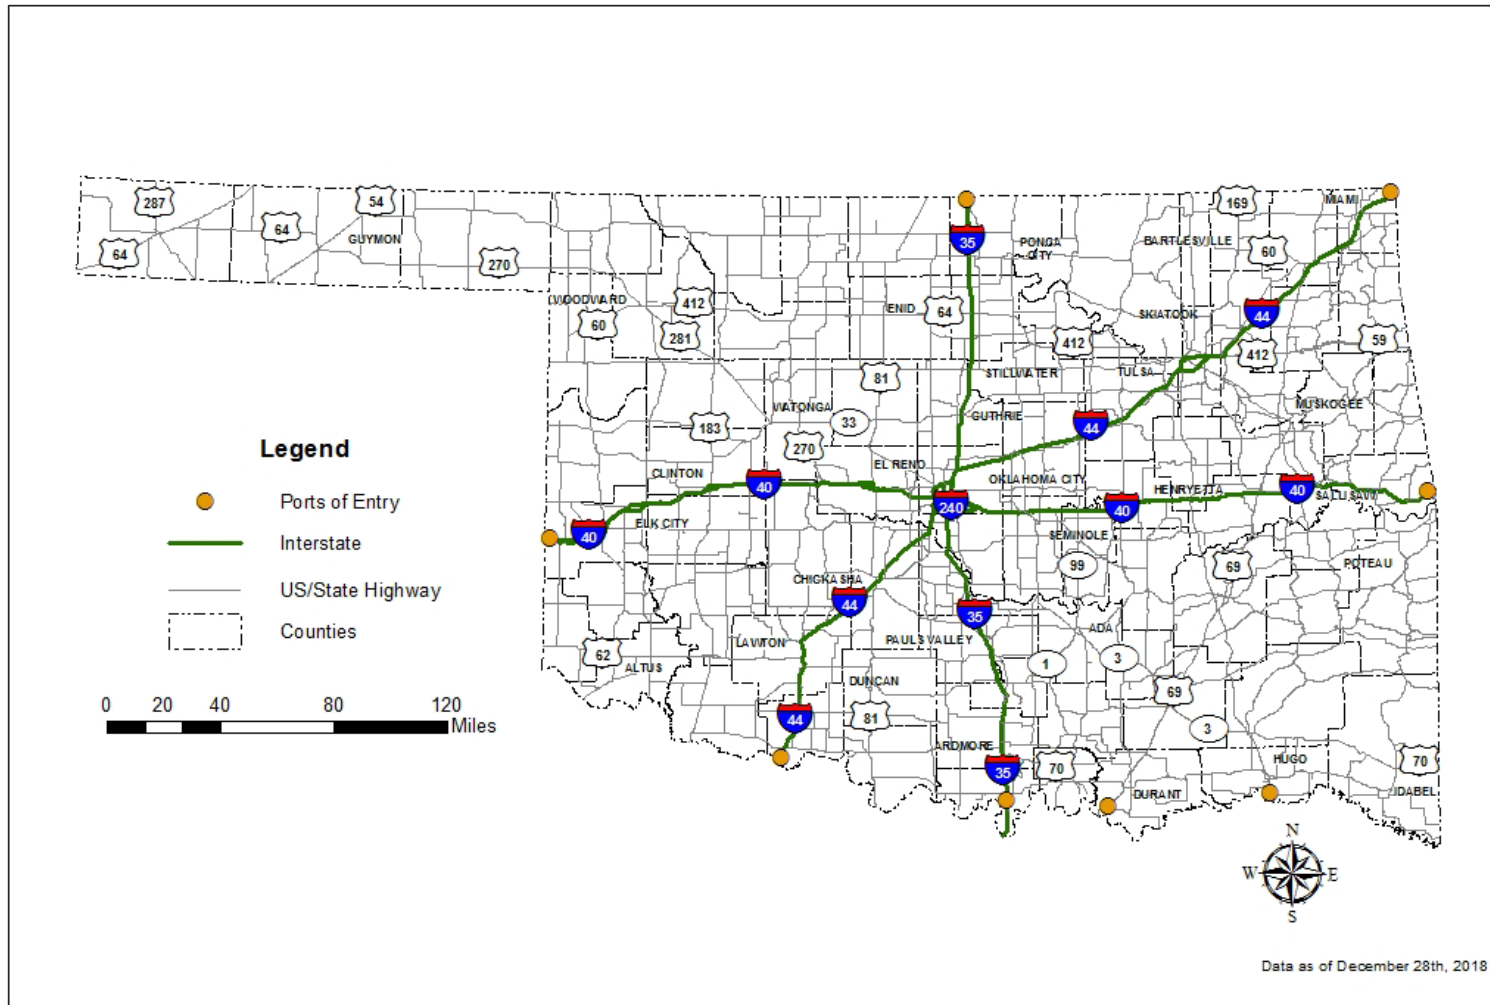 287
54
64
64
GUYMON
270
169
MIAMI
35
PONCA
CITY
BARTLESVILLE
60
WOODWARD
412
60
281
ENID
64
SKIATOOK
44
412
412
59
81
STILLWATER
TULSA
WATONGA
33
GUTHRIE
44
MUSKOGEE
183
270
EL RENO
CLINTON
40
OKLAHOMA CITY
HENRYETTA
40
SALLISAW
240
40
ELK CITY
40
SEMINOLE
99
69
POTEAU
CHICKASHA
44
35
ADA
PAULS VALLEY
LAWTON
62
ALTUS
1
3
DUNCAN
69
44
81
3
ARDMORE
35
70
HUGO
70
DURANT
IDABEL
Legend
Ports of Entry
Interstate
US/State Highway
Counties
0 20 40 80 120
Miles
N
W E
S
Data as of December 28th, 2018